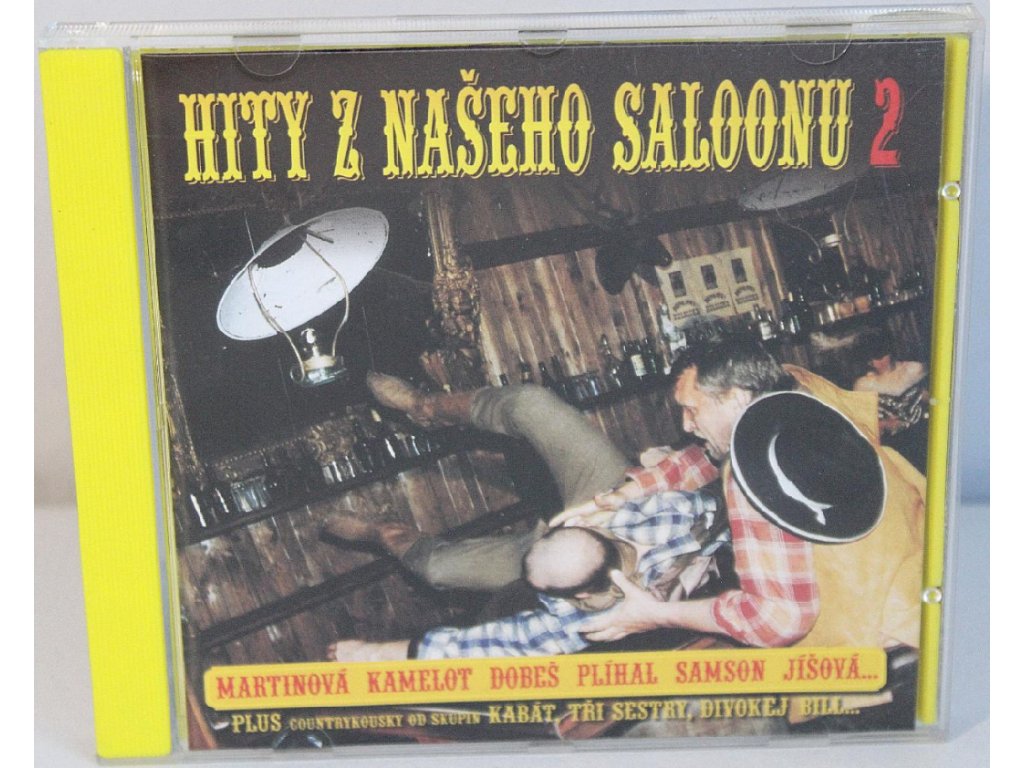 HITY Z NAŠEHO SALOONU 2
MARTINOVÁ KAMELOT DOBEŠ PLÍHAL SAMSON JÍŠOVÁ...
PLUS COUNTRYKOUSKY OD SKUPIN KABÁT, TŘI SESTRY, DIVOKEJ BILL...